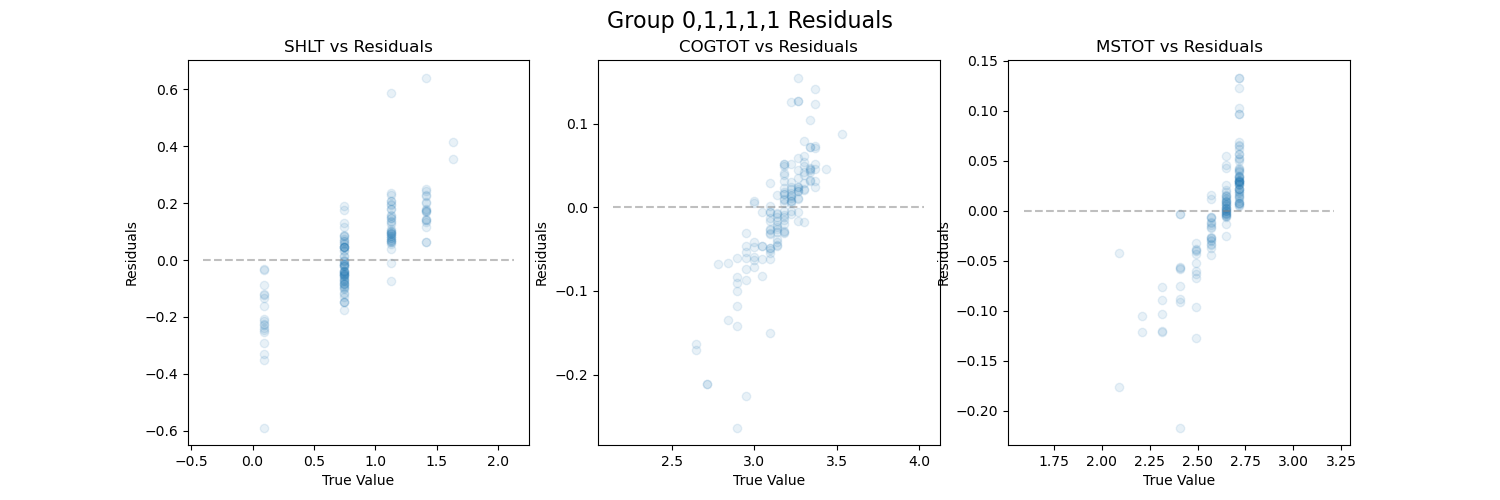 Group 0,1,1,1,1 Residuals
SHLT vs Residuals
Residuals
0.6
0.4
0.2
0.0
−0.2
−0.4
−0.6
−0.5 0.0 0.5 1.0 1.5 2.0
True Value
COGTOT vs Residuals
Residuals
0.1
0.0
−0.1
−0.2
2.5 3.0 3.5 4.0
True Value
MSTOT vs Residuals
Residuals
0.15
0.10
0.05
0.00
−0.05
−0.10
−0.15
−0.20
1.75 2.00 2.25 2.50 2.75 3.00 3.25
True Value